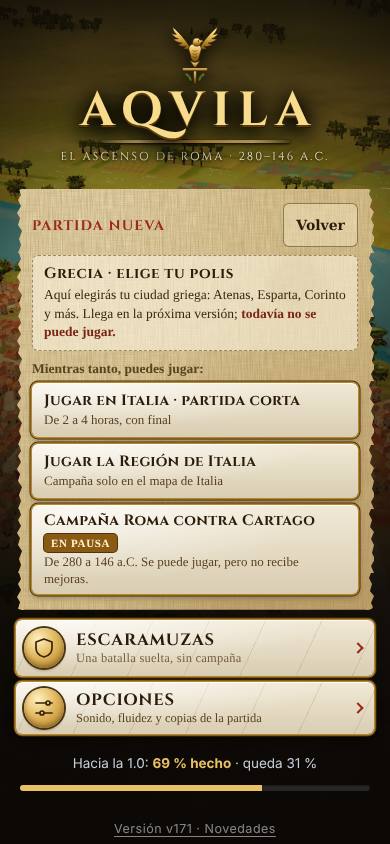 AQVILA
EL ASCENSO DE ROMA · 280–146 A.C.
PARTIDA NUEVA
Volver
GRECIA · ELIGE TU POLIS
Aquí elegirás tu ciudad griega: Atenas, Esparta, Corinto
y más. Llega en la próxima versión; todavía no se
puede jugar.
Mientras tanto, puedes jugar:
JUGAR EN ITALIA · PARTIDA CORTA
De 2 a 4 horas, con final
JUGAR LA REGIÓN DE ITALIA
Campaña solo en el mapa de Italia
CAMPAÑA ROMA CONTRA CARTAGO
EN PAUSA
De 280 a 146 a.C. Se puede jugar, pero no recibe
mejoras.
ESCARAMUZAS
Una batalla suelta, sin campaña
OPCIONES
Sonido, fluidez y copias de la partida
Hacia la 1.0: 69 % hecho · queda 31 %
Versión v171 · Novedades